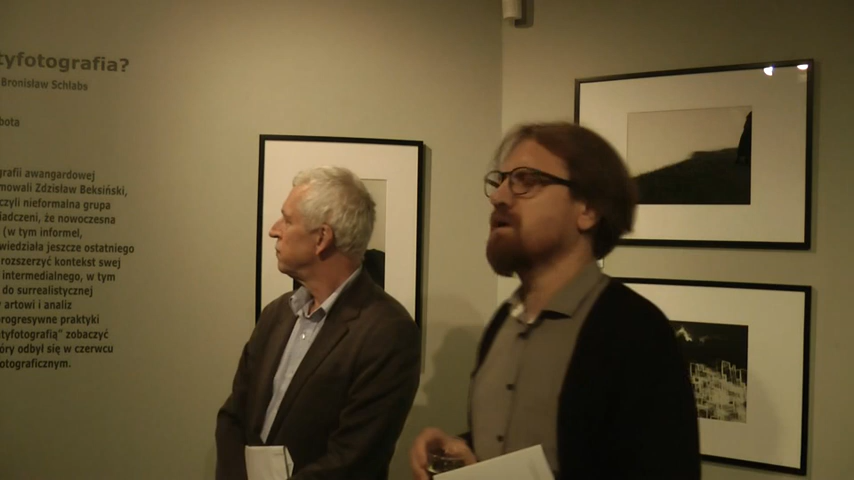 tyfotografia?
Bronisław Schlabs
bota
grafii awangardowej
mowali Zdzisław Beksiński,
czyli nieformalna grupa
iadczeni, że nowoczesna
(w tym informel,
wiedziała jeszcze ostatniego
rozszerzyć kontekst swej
intermedialnego, w tym
do surrealistycznej
artowi i analiz
rogresywne praktyki
tyfotografią" zobaczyć
óry odbył się w czerwcu
otograficznym.